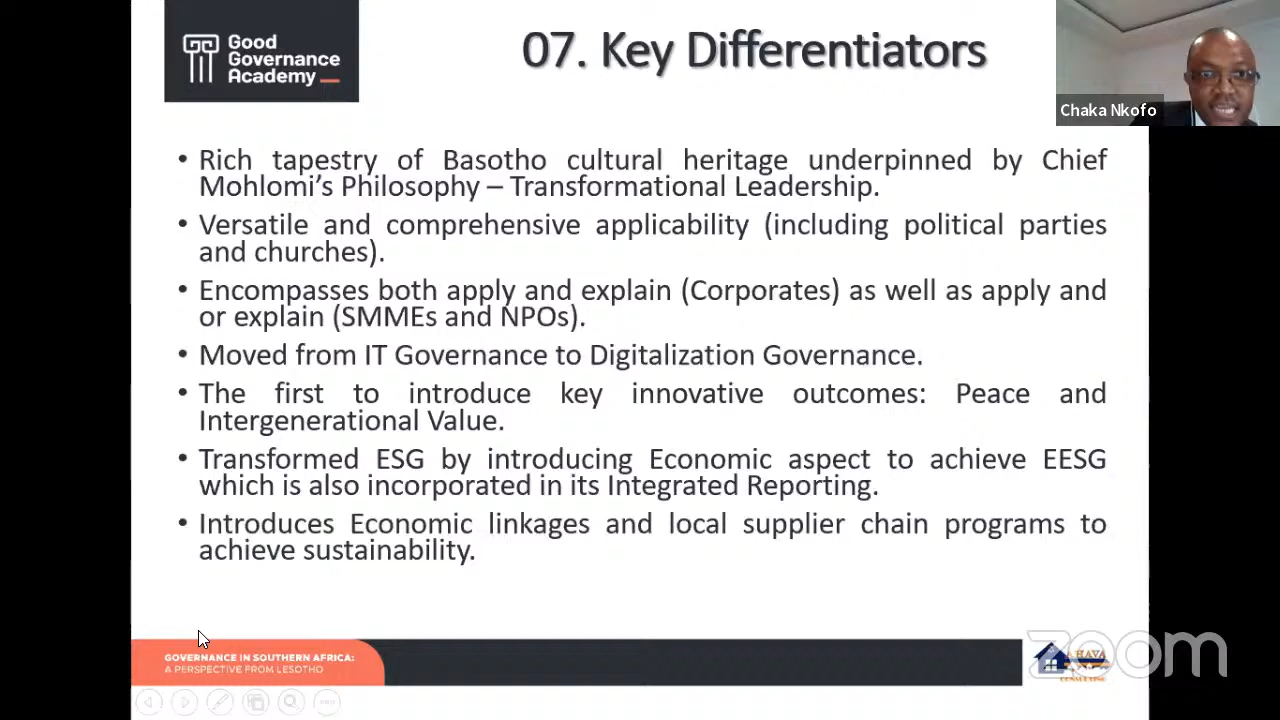 Good
Governance
Academy
07. Key Differentiators
Chaka Nkofo
• Rich tapestry of Basotho cultural heritage underpinned by Chief
Mohlomi’s Philosophy – Transformational Leadership.
• Versatile and comprehensive applicability (including political parties
and churches).
• Encompasses both apply and explain (Corporates) as well as apply and
or explain (SMMEs and NPOs).
• Moved from IT Governance to Digitalization Governance.
• The first to introduce key innovative outcomes: Peace and
Intergenerational Value.
• Transformed ESG by introducing Economic aspect to achieve EESG
which is also incorporated in its Integrated Reporting.
• Introduces Economic linkages and local supplier chain programs to
achieve sustainability.
GOVERNANCE IN SOUTHERN AFRICA:
A PERSPECTIVE FROM LESOTHO
zoom